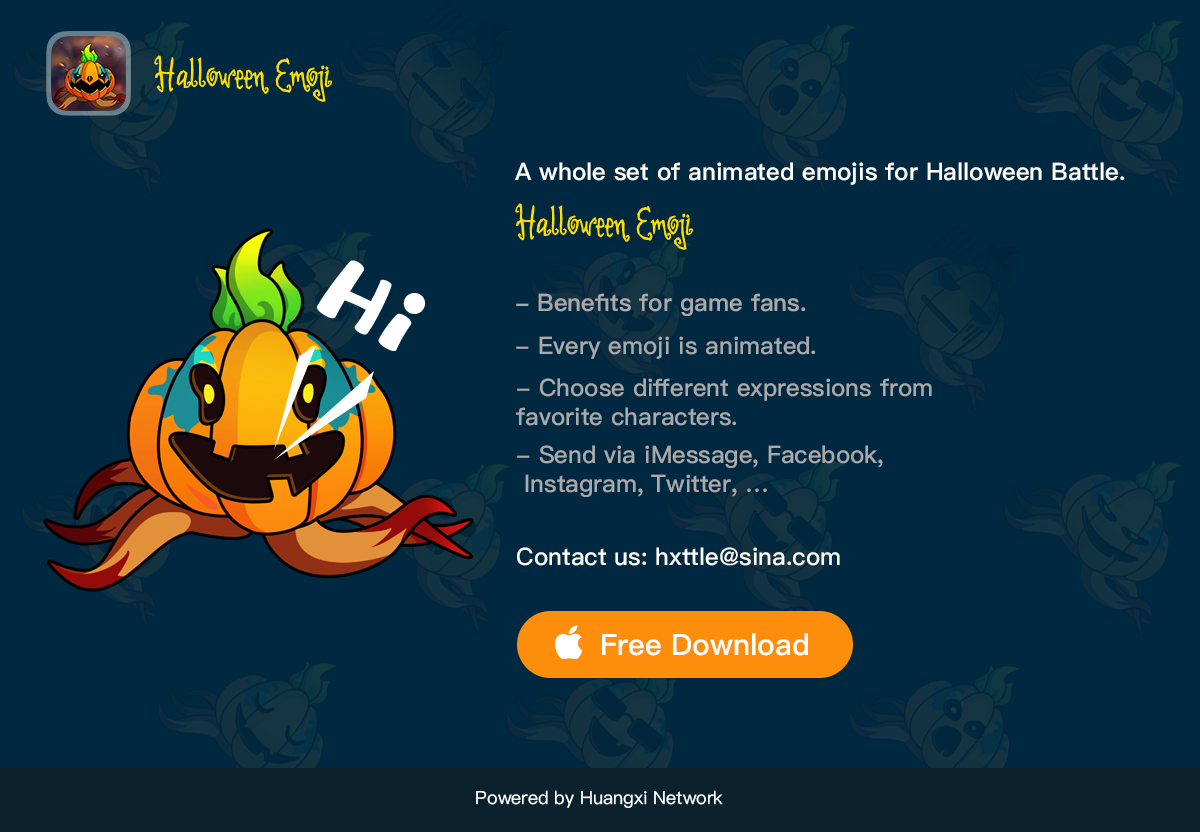 Halloween Emoji
A whole set of animated emojis for Halloween Battle.
Halloween Emoji
Hi
– Benefits for game fans.
– Every emoji is animated.
– Choose different expressions from
favorite characters.
– Send via iMessage, Facebook,
Instagram, Twitter, ...
Contact us: hxttle@sina.com
Free Download
Powered by Huangxi Network